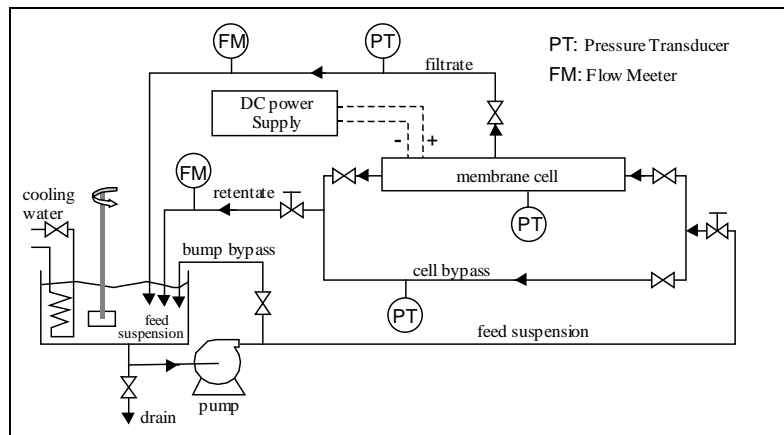 FM
PT
PT: Pressure Transducer
filtrate
FM: Flow Meeter
DC power
Supply
-
+
FM
membrane cell
cooling
water
retentate
PT
bump bypass
cell bypass
PT
feed
suspension
feed suspension
pump
drain